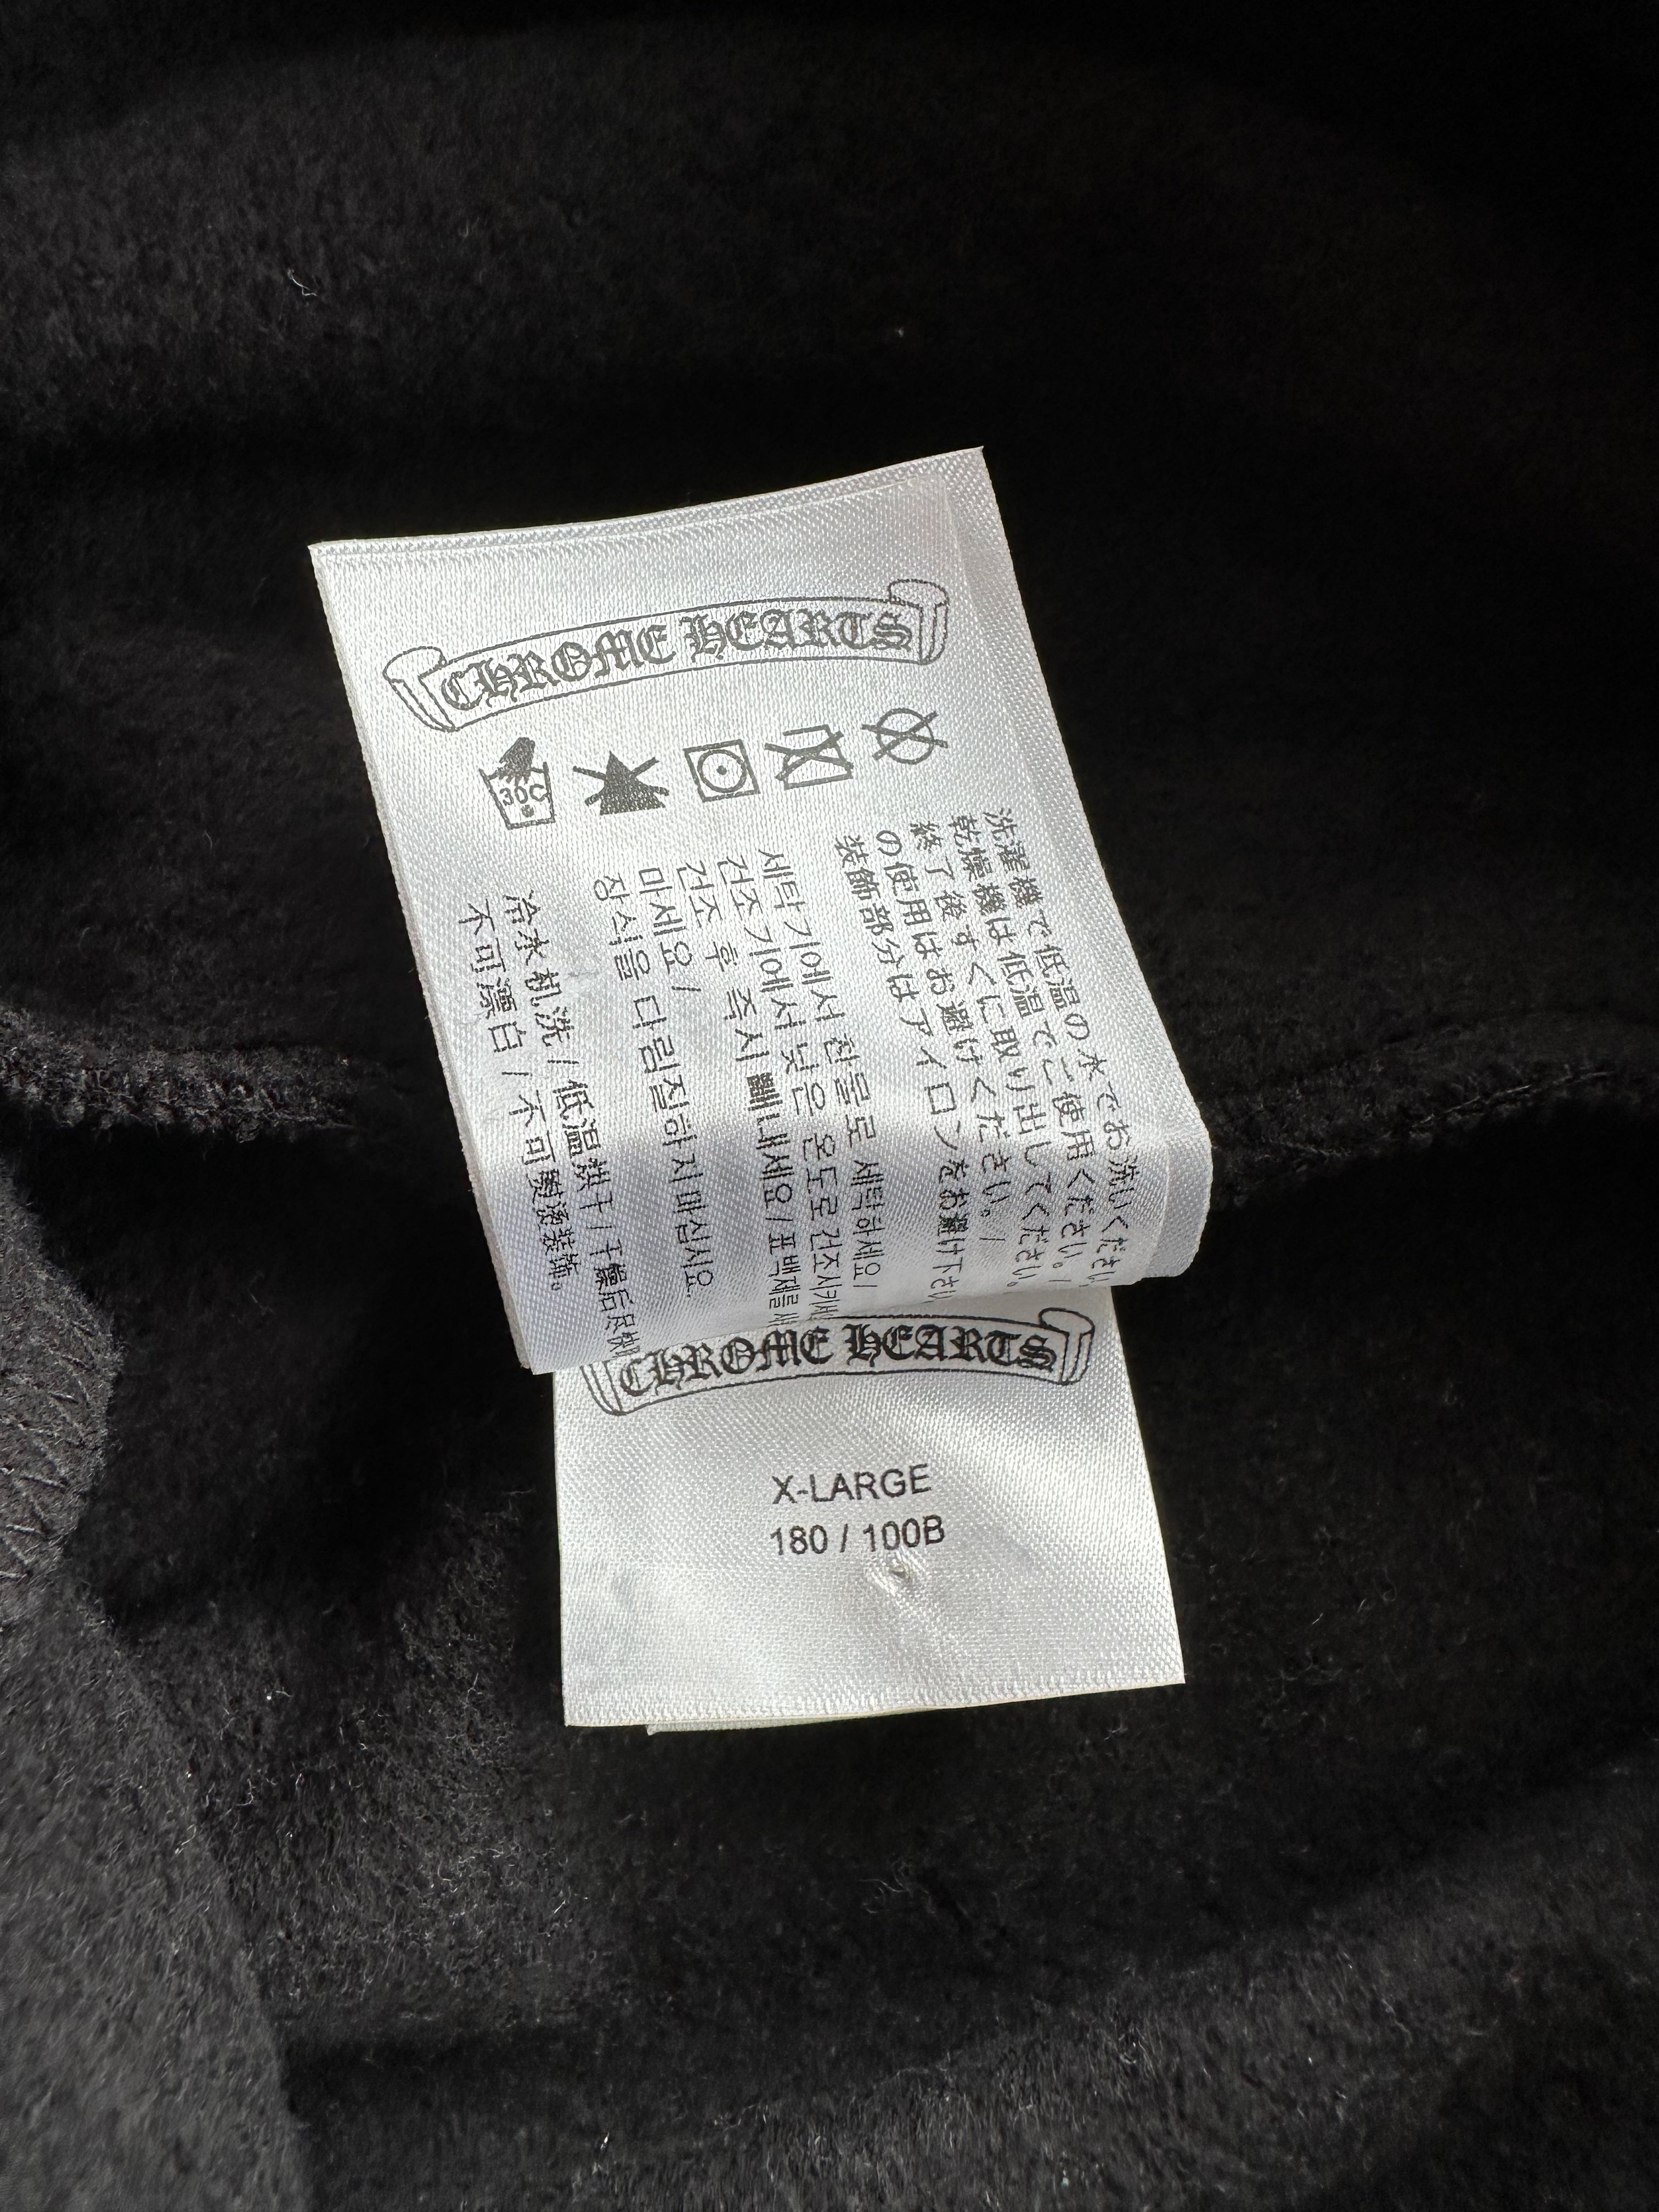 CHROME HEARTS
30C
洗濯機で低温の水でお洗いください
乾燥機は低温でご使用ください。/
終了後すぐに取り出してください。
の使用はお避けください。/
装飾部分はアイロンをお避け下さい
세탁기에서 찬물로 세탁하세요/
건조기에서 낮은 온도로 건조시키세
건조 후 즉시 빼내세요/표백제를 사
마세요/
장식을 다림질하지 마십시오.
冷水机洗/低温烘干/干燥后尽快
不可漂白/不可熨烫装饰。
CHROME HEARTS
X-LARGE
180 / 100B